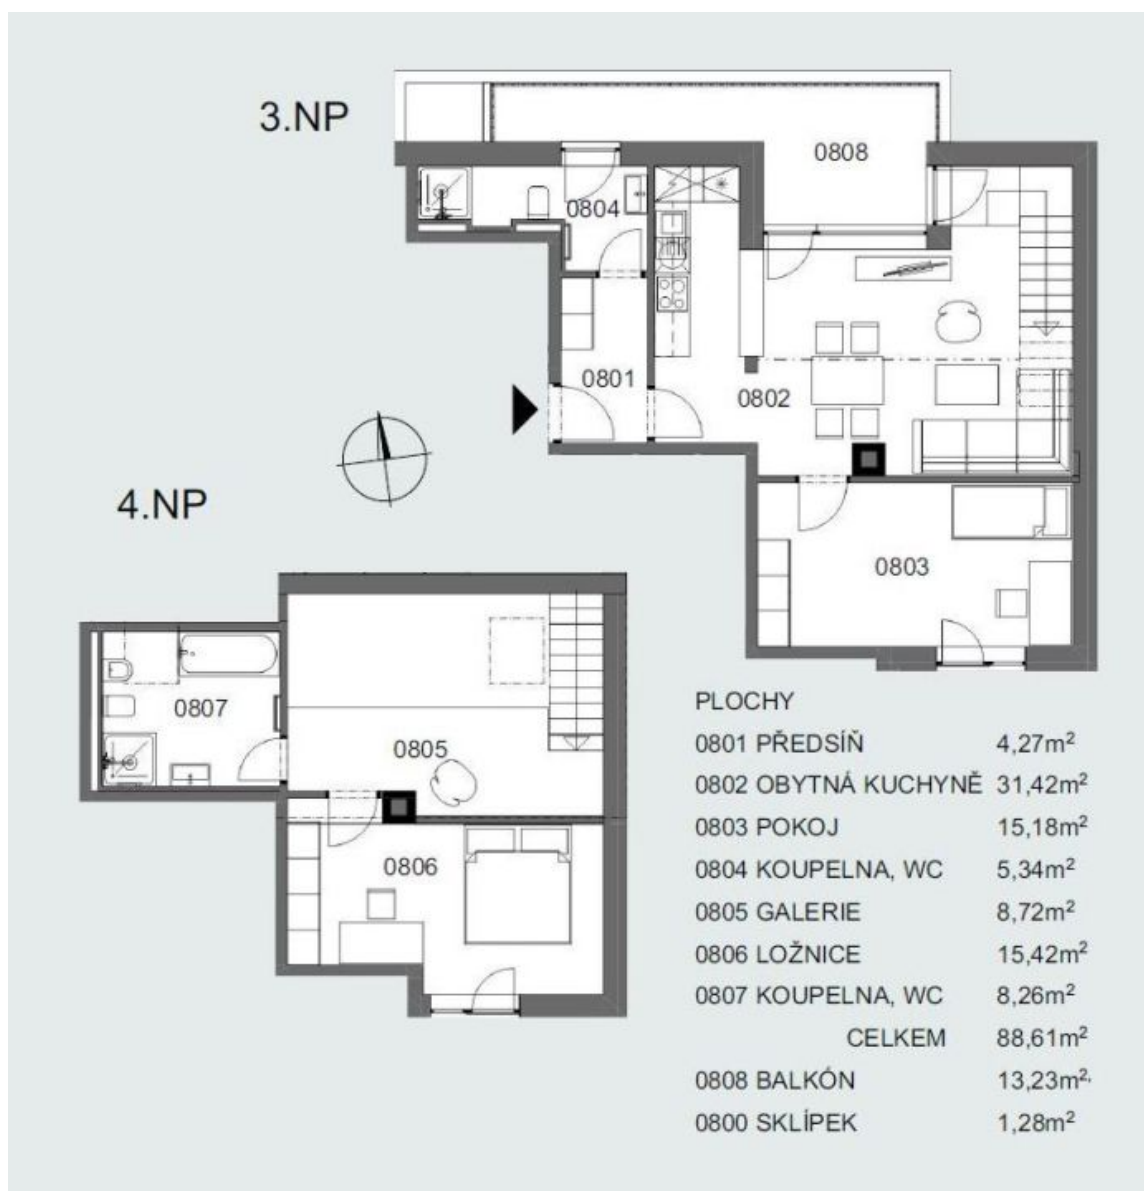 3.NP
0808
0804
0801
0802
0803
4.NP
0807
0805
0806
PLOCHY
0801 PŘEDSÍŇ 4,27m²
0802 OBYTNÁ KUCHYNĚ 31,42m²
0803 POKOJ 15,18m²
0804 KOUPELNA, WC 5,34m²
0805 GALERIE 8,72m²
0806 LOŽNICE 15,42m²
0807 KOUPELNA, WC 8,26m²
CELKEM 88,61m²
0808 BALKÓN 13,23m².
0800 SKLÍPEK 1,28m²